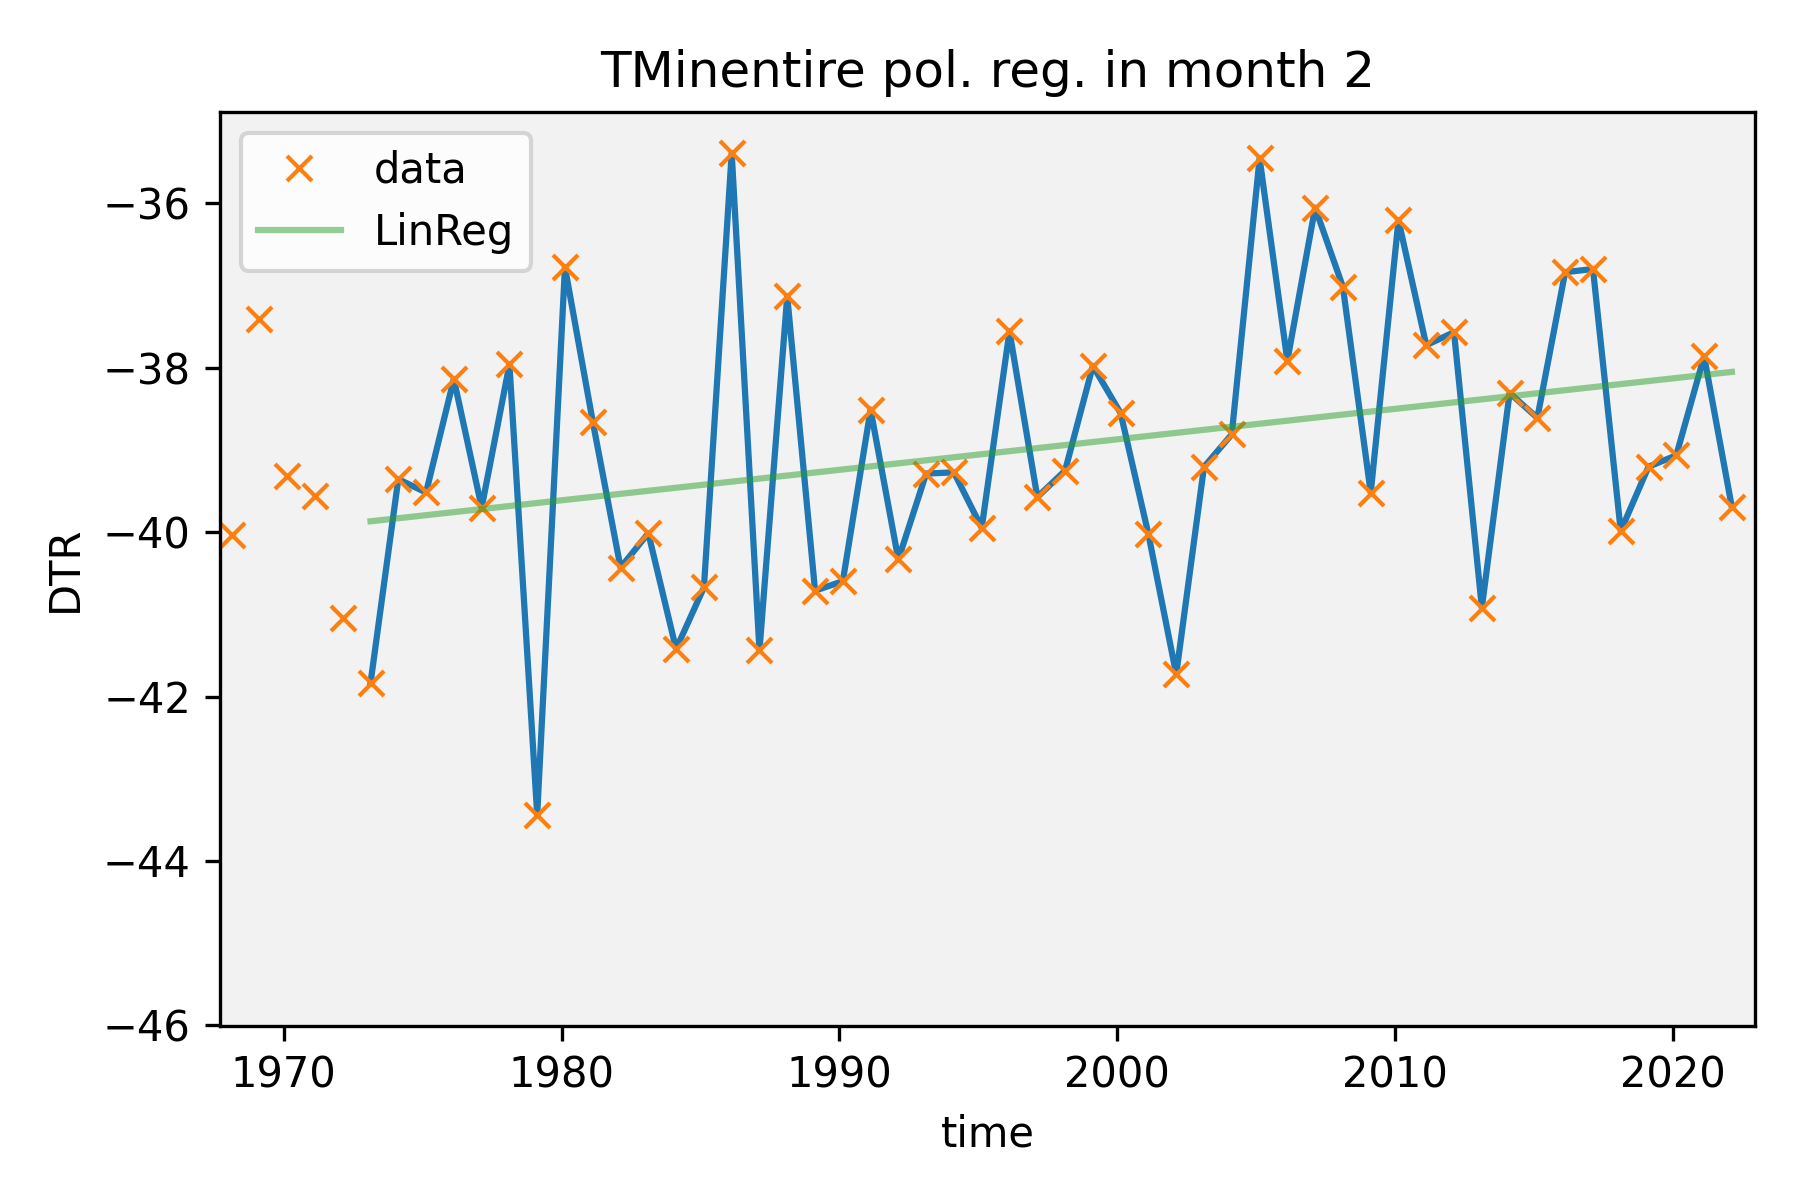 TMinentire pol. reg. in month 2
data
LinReg
−36
−38
−40
−42
−44
−46
DTR
1970 1980 1990 2000 2010 2020
time